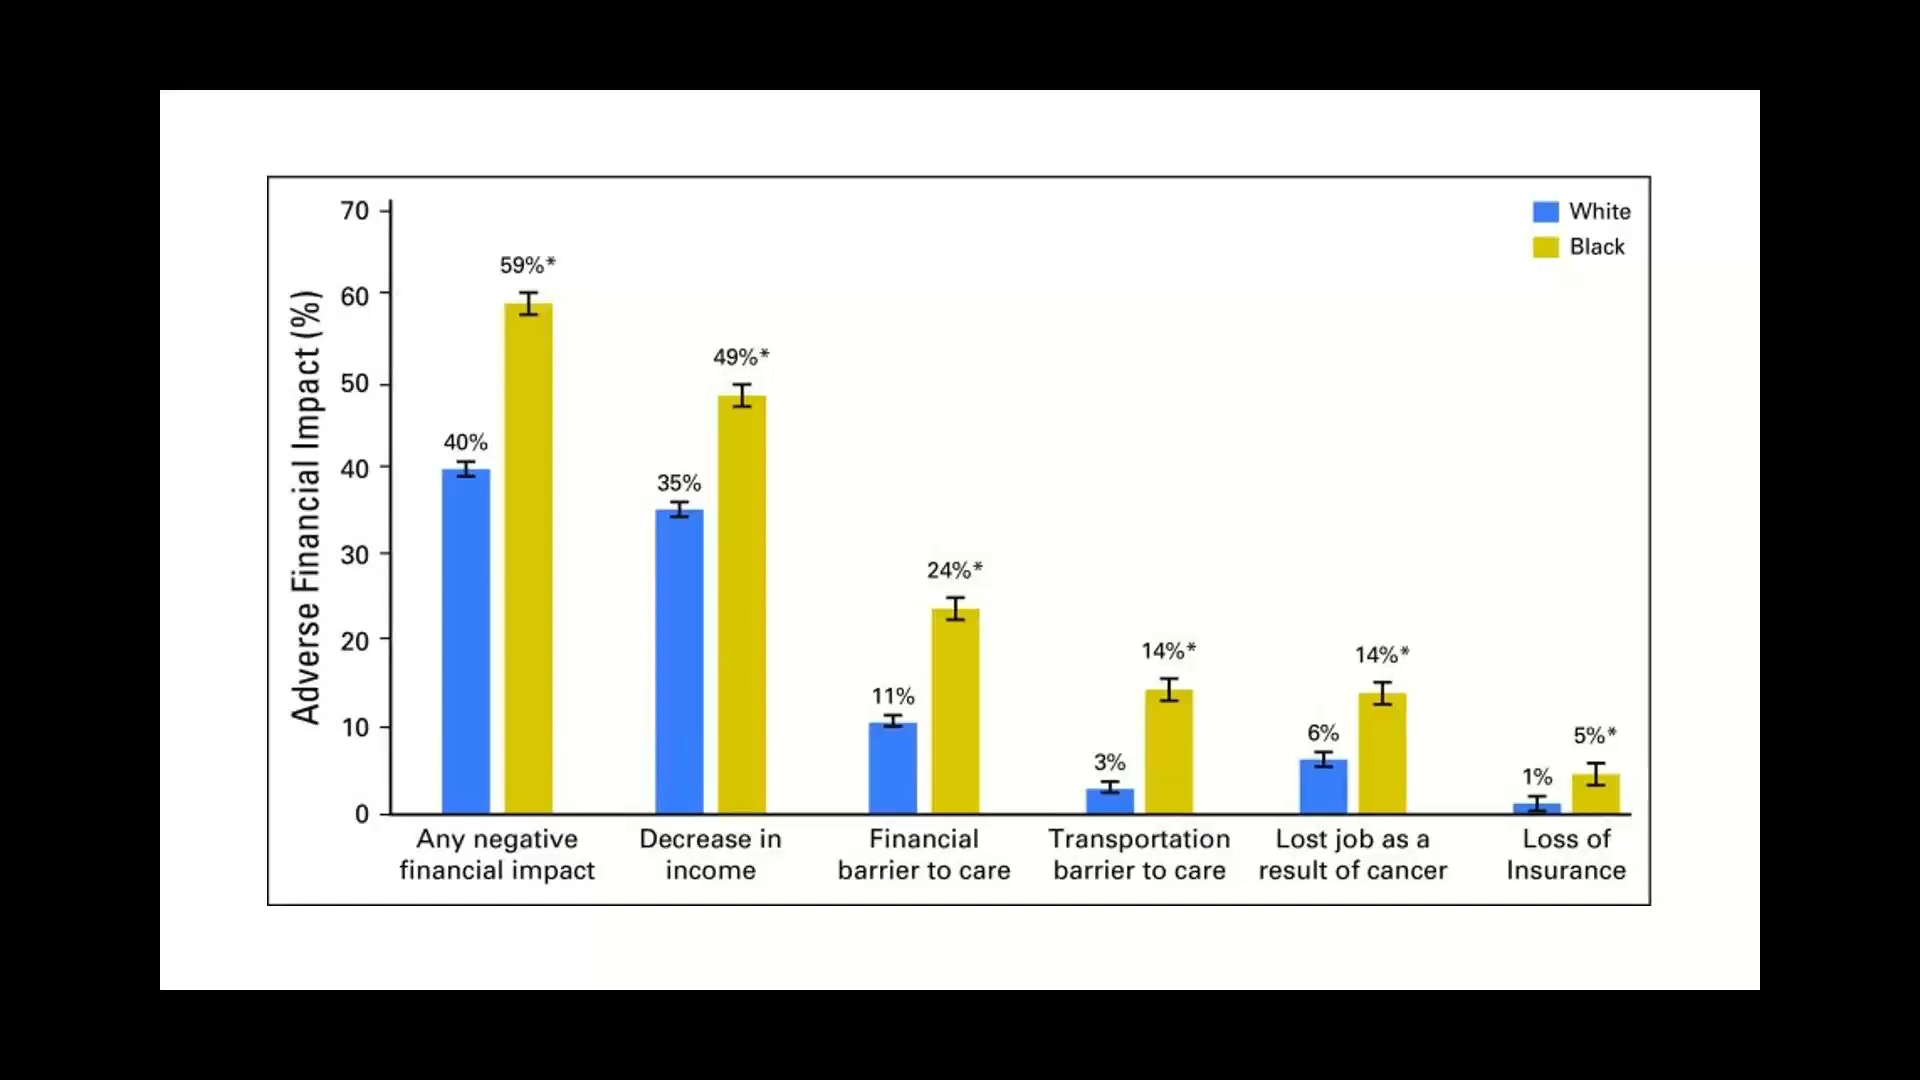 Adverse Financial Impact (%)
70
60
50
40
30
20
10
0
White
Black
40%
59%*
35%
49%*
11%
24%*
3%
14%*
6%
14%*
1%
5%*
Any negative
financial impact
Decrease in
income
Financial
barrier to care
Transportation
barrier to care
Lost job as a
result of cancer
Loss of
Insurance